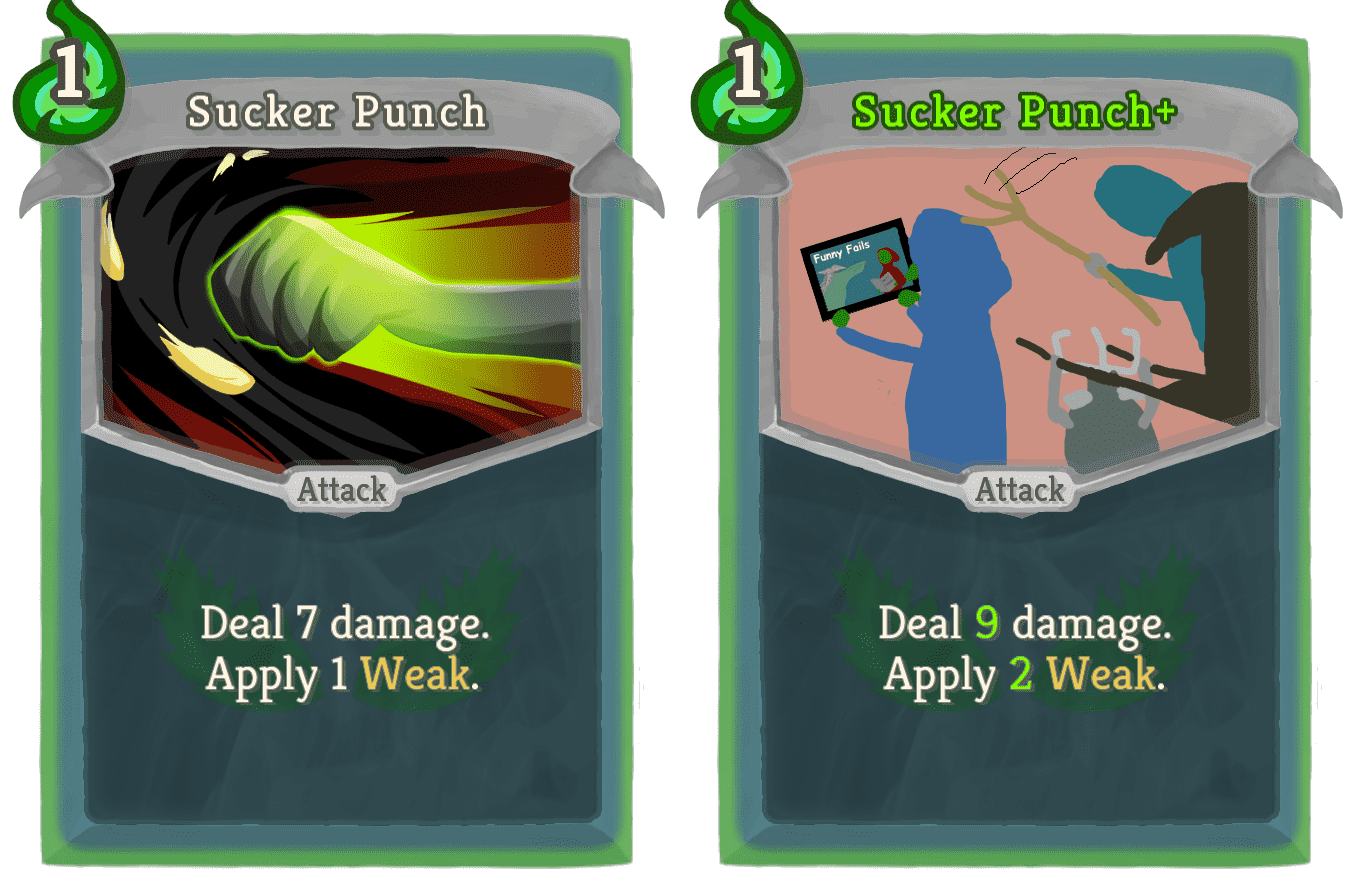 1
Sucker Punch
Attack
Deal 7 damage.
Apply 1 Weak.
1
Sucker Punch+
Funny Fails
Attack
Deal 9 damage.
Apply 2 Weak.